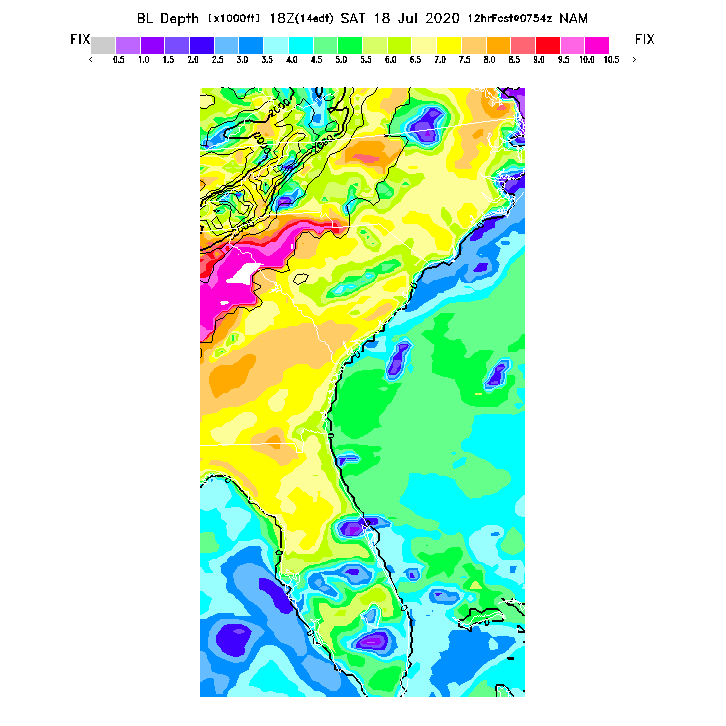 BL Depth [x1000ft] 18Z(14edt) SAT 18 Jul 2020 12hrFcst@0754z NAM
FIX FIX
< 0.5 1.0 1.5 2.0 2.5 3.0 3.5 4.0 4.5 5.0 5.5 6.0 6.5 7.0 7.5 8.0 8.5 9.0 9.5 10.0 10.5 >
2000
2000